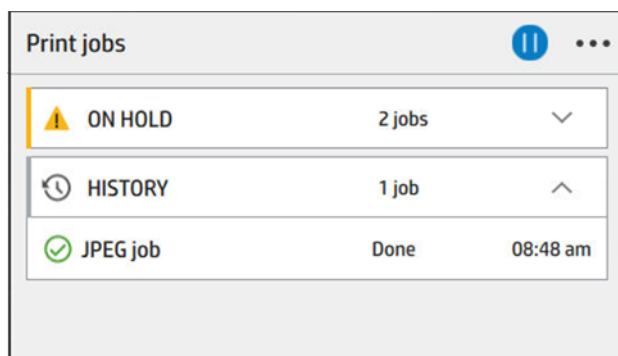 Print jobs
ON HOLD 2 jobs
HISTORY 1 job
JPEG job Done 08:48 am